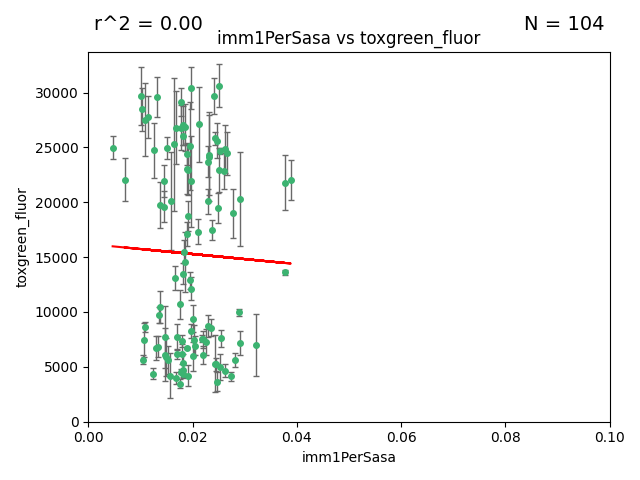 r^2 = 0.00
N = 104
imm1PerSasa vs toxgreen_fluor
toxgreen_fluor
30000
25000
20000
15000
10000
5000
0
0.00 0.02 0.04 0.06 0.08 0.10
imm1PerSasa